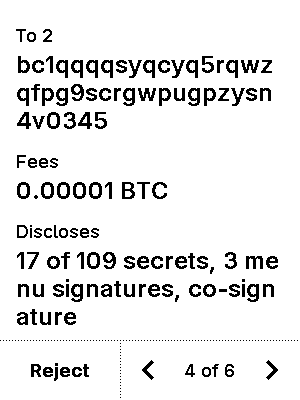 To 2
bc1qqqqsyqcyq5rqwz
qfpg9scrgwpugpzysn
4v0345
Fees
0.00001 BTC
Discloses
17 of 109 secrets, 3 me
nu signatures, co-sign
ature
Reject
4 of 6